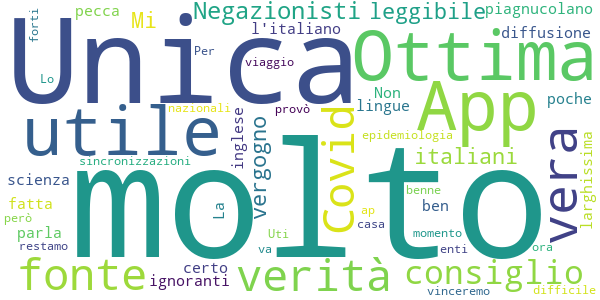 forti
pecca
Mi
Negazionisti
leggibile
piagnucolano
Unica
l'italiano
Per
viaggio
Ottima
diffusione
Lo
Non
poche
nazionali
provò
App
lingue
utile
inglese
vergogno
Covid
epidemiologia
vera
larghissima
sincronizzazioni
molto
italiani
scienza
fatta
però
parla
restamo
La
Uti
va
ap
casa
benne
ben
momento
enti
ora
fonte
certo
ignoranti
verità
consiglio
vinceremo
difficile